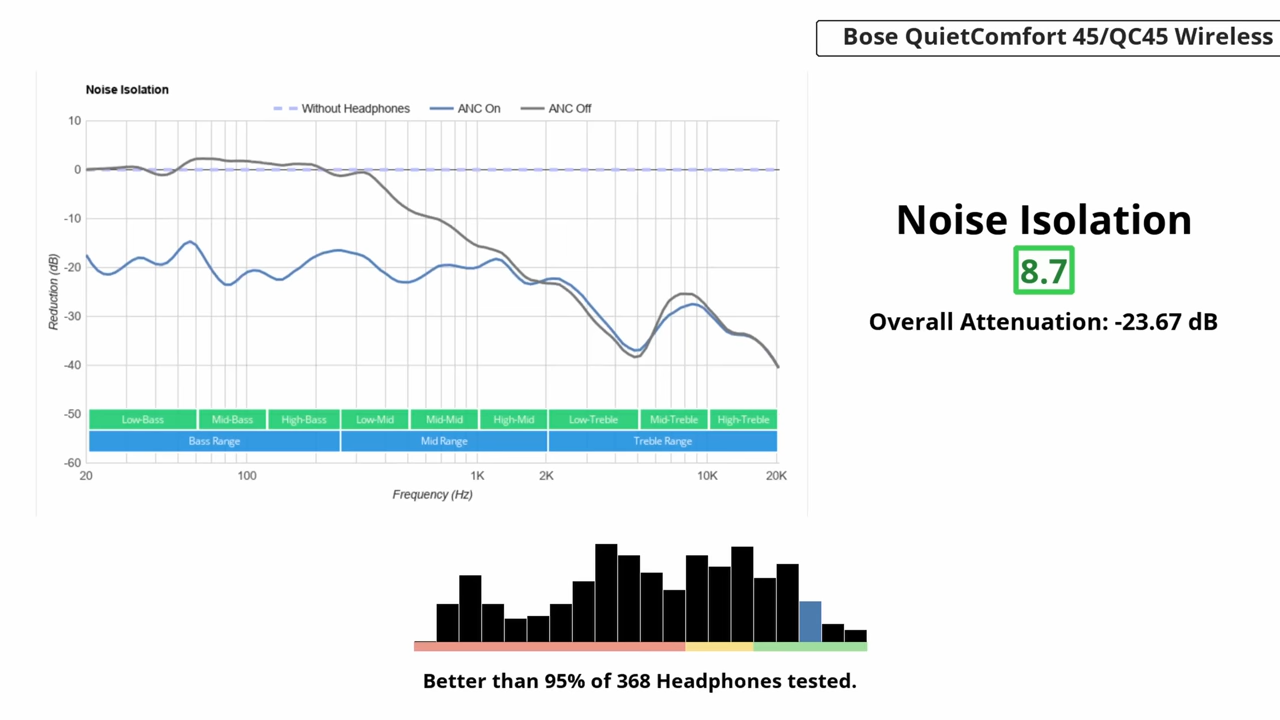 Bose QuietComfort 45/QC45 Wireless
Noise Isolation
Without Headphones ANC On ANC Off
10
0
-10
-20
-30
-40
-50
-60
Reduction (dB)
Low-Bass Mid-Bass High-Bass Low-Mid Mid-Mid High-Mid Low-Treble Mid-Treble High-Treble
Bass Range Mid Range Treble Range
20 100 1K 2K 10K 20K
Frequency (Hz)
Noise Isolation
8.7
Overall Attenuation: -23.67 dB
Better than 95% of 368 Headphones tested.